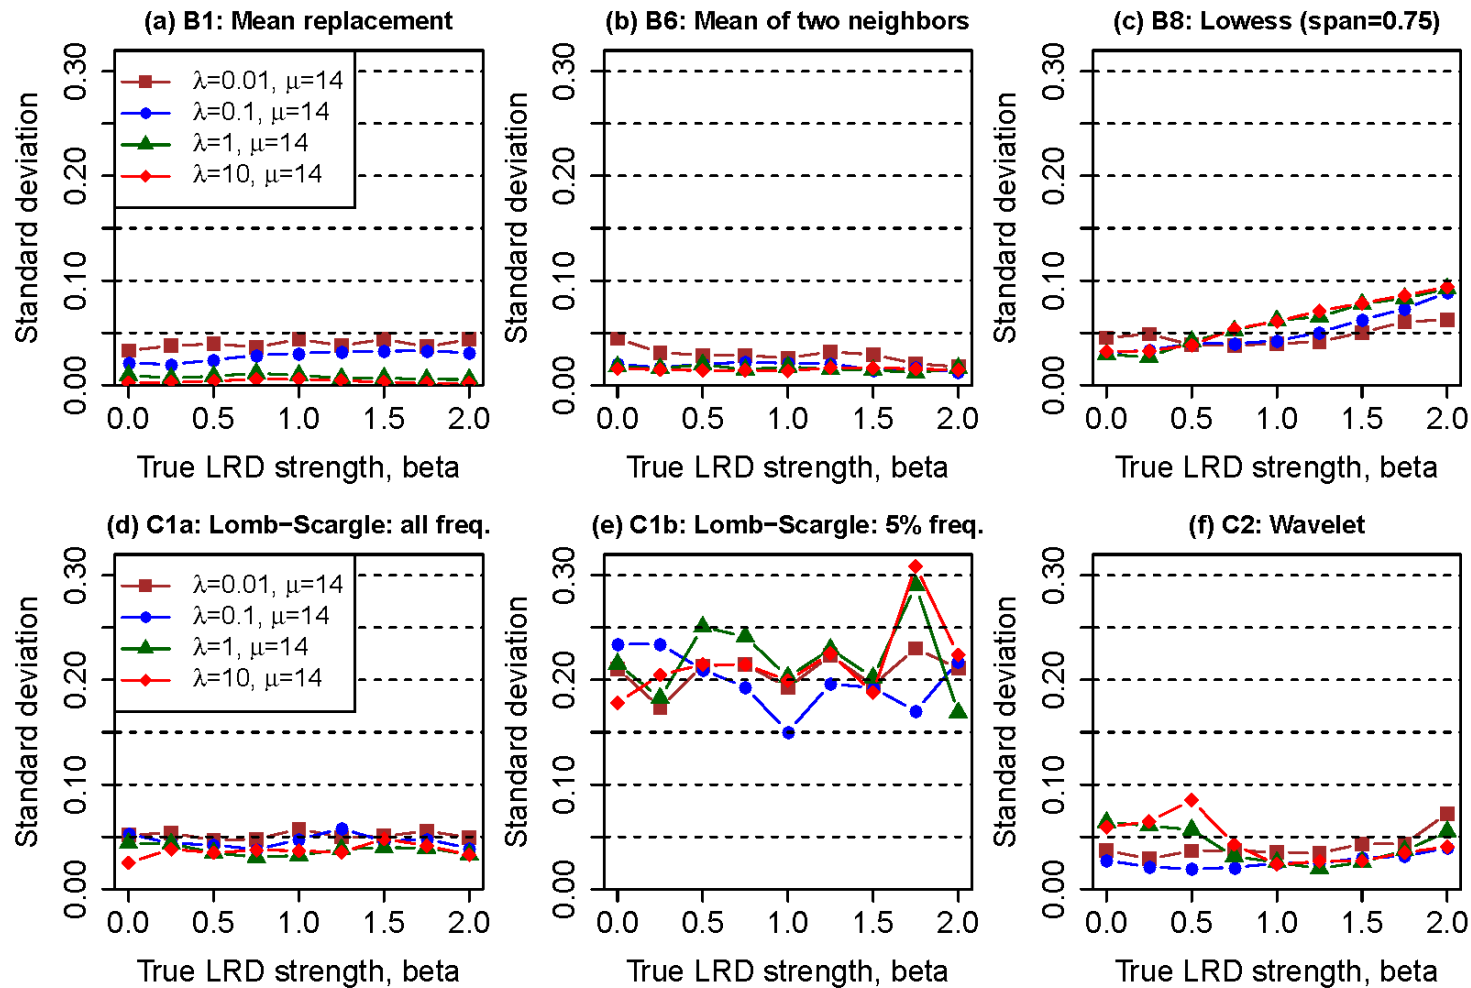 (a) B1: Mean replacement
Standard deviation
0.00 0.10 0.20 0.30
λ=0.01, μ=14
λ=0.1, μ=14
λ=1, μ=14
λ=10, μ=14
0.0 0.5 1.0 1.5 2.0
True LRD strength, beta
(b) B6: Mean of two neighbors
Standard deviation
0.00 0.10 0.20 0.30
0.0 0.5 1.0 1.5 2.0
True LRD strength, beta
(c) B8: Lowess (span=0.75)
Standard deviation
0.00 0.10 0.20 0.30
0.0 0.5 1.0 1.5 2.0
True LRD strength, beta
(d) C1a: Lomb−Scargle: all freq.
Standard deviation
0.00 0.10 0.20 0.30
λ=0.01, μ=14
λ=0.1, μ=14
λ=1, μ=14
λ=10, μ=14
0.0 0.5 1.0 1.5 2.0
True LRD strength, beta
(e) C1b: Lomb−Scargle: 5% freq.
Standard deviation
0.00 0.10 0.20 0.30
0.0 0.5 1.0 1.5 2.0
True LRD strength, beta
(f) C2: Wavelet
Standard deviation
0.00 0.10 0.20 0.30
0.0 0.5 1.0 1.5 2.0
True LRD strength, beta